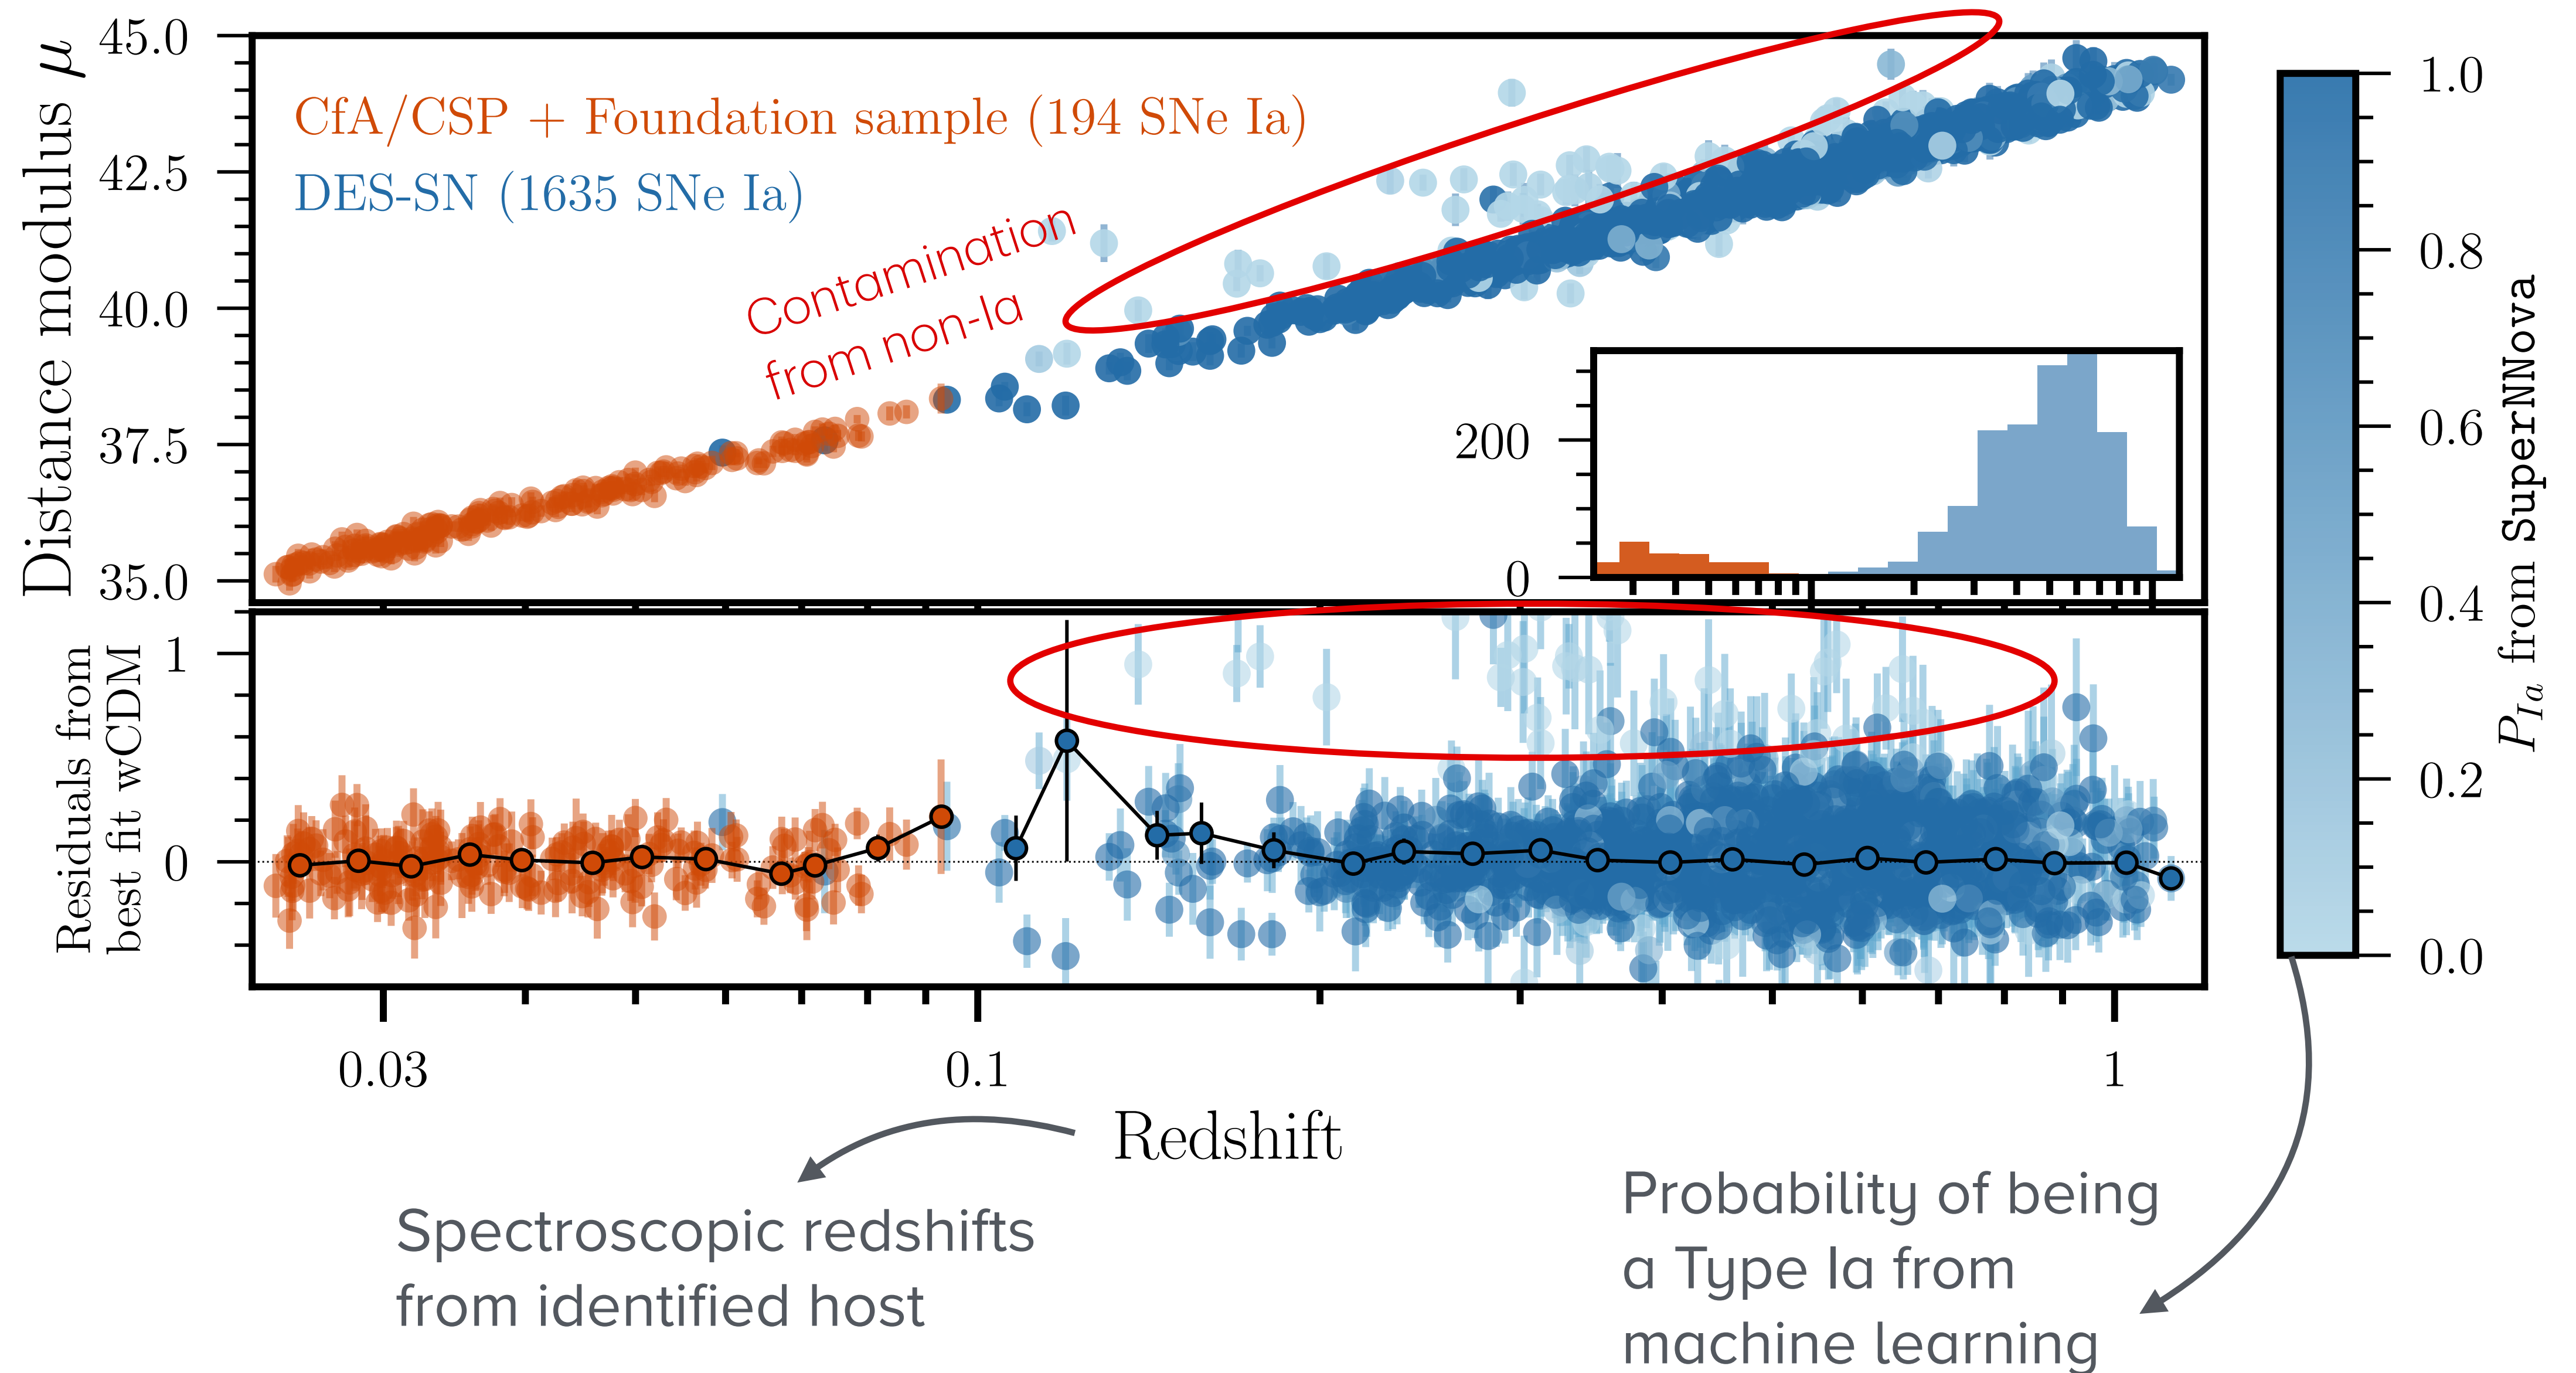 45.0
42.5
40.0
37.5
35.0
Distance modulus μ
CfA/CSP + Foundation sample (194 SNe Ia)
DES-SN (1635 SNe Ia)
Contamination
from non-Ia
200
0
1.0
0.8
0.6
0.4
0.2
0.0
P_Ia from SuperNNova
1
0
Residuals from
best fit wCDM
0.03
0.1
1
Redshift
Spectroscopic redshifts
from identified host
Probability of being
a Type Ia from
machine learning